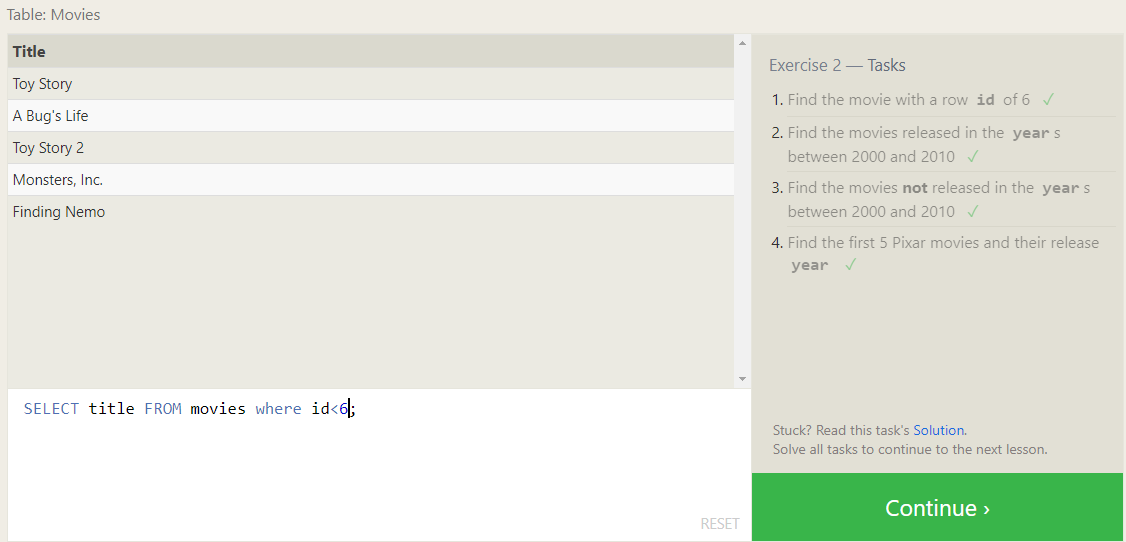 Table: Movies
Title
Toy Story
A Bug's Life
Toy Story 2
Monsters, Inc.
Finding Nemo
SELECT title FROM movies where id<6;
RESET
Exercise 2 — Tasks
1. Find the movie with a row id of 6 ✓
2. Find the movies released in the year s
between 2000 and 2010 ✓
3. Find the movies not released in the year s
between 2000 and 2010 ✓
4. Find the first 5 Pixar movies and their release
year ✓
Stuck? Read this task's Solution.
Solve all tasks to continue to the next lesson.
Continue ›